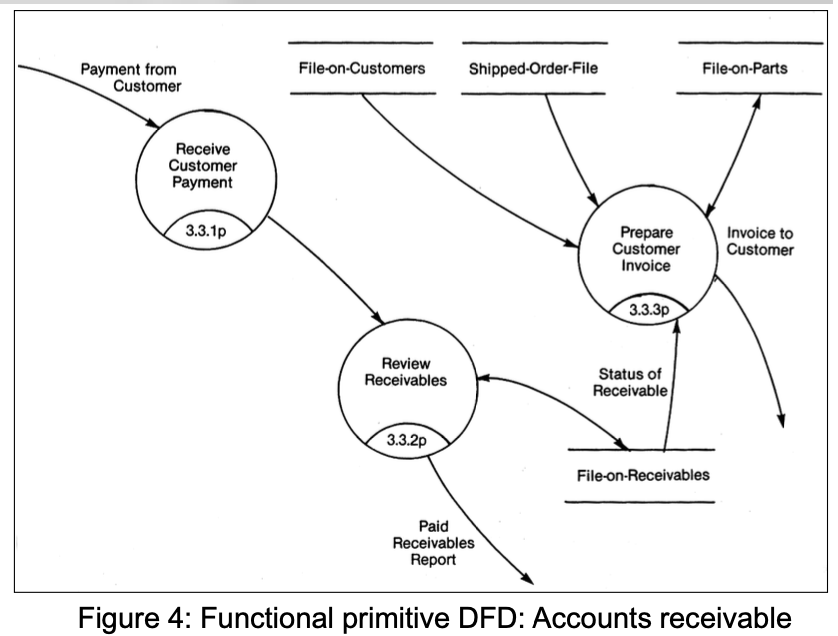 Payment from
Customer
File-on-Customers
Shipped-Order-File
File-on-Parts
Receive
Customer
Payment
3.3.1p
Prepare
Customer
Invoice
3.3.3p
Invoice to
Customer
Review
Receivables
3.3.2p
Status of
Receivable
File-on-Receivables
Paid
Receivables
Report
Figure 4: Functional primitive DFD: Accounts receivable